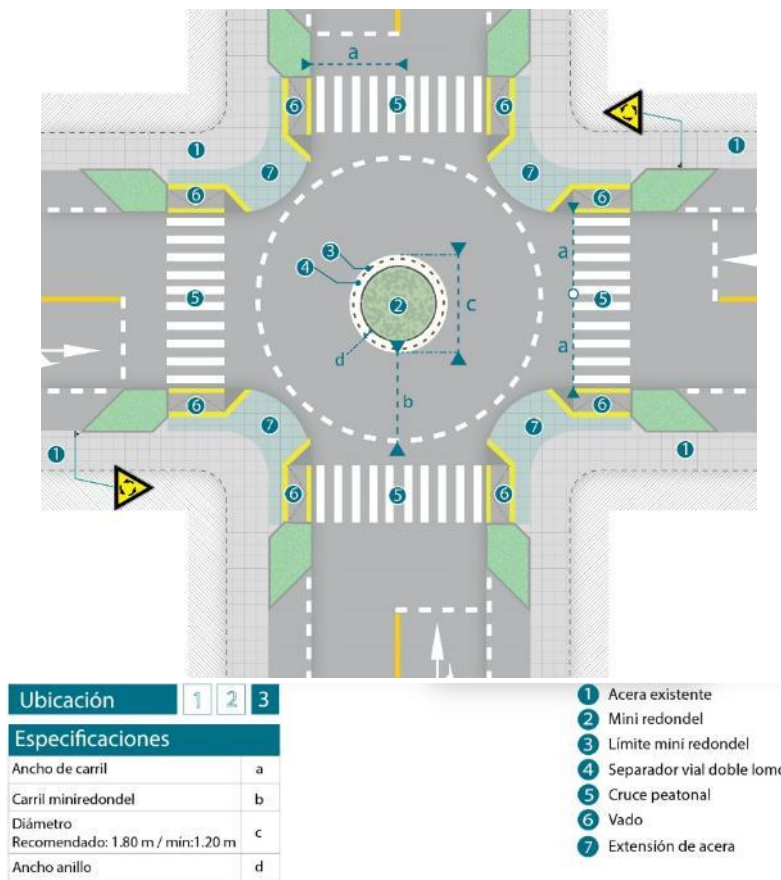 a
6 5 6
1 1
7 7
6 6
3 a
4
5 2 c 5
d a
b
6 6
7 7
1 1
6 5 6
Ubicación 1 2 3
Especificaciones
Ancho de carril a
Carril miniredondel b
Diámetro
Recomendado: 1.80 m / mín:1.20 m c
Ancho anillo d
1 Acera existente
2 Mini redondel
3 Límite mini redondel
4 Separador vial doble lomo
5 Cruce peatonal
6 Vado
7 Extensión de acera